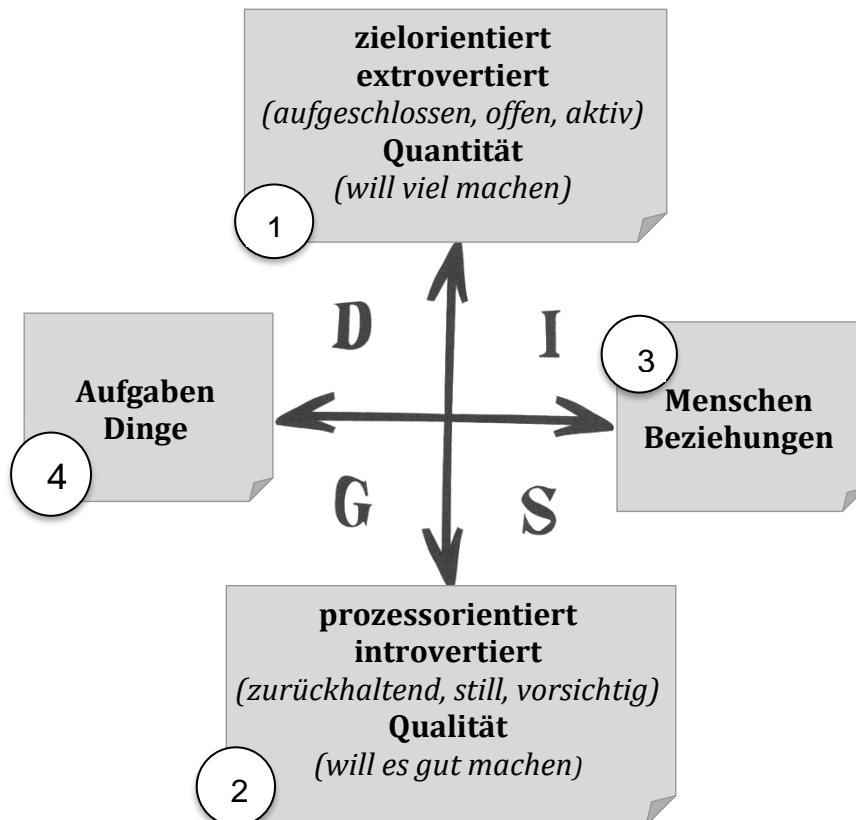 zielorientiert
extrovertiert
(aufgeschlossen, offen, aktiv)
Quantität
(will viel machen)
1
D
I
3
Aufgaben
Dinge
4
Menschen
Beziehungen
G
S
prozessorientiert
introvertiert
(zurückhaltend, still, vorsichtig)
Qualität
(will es gut machen)
2